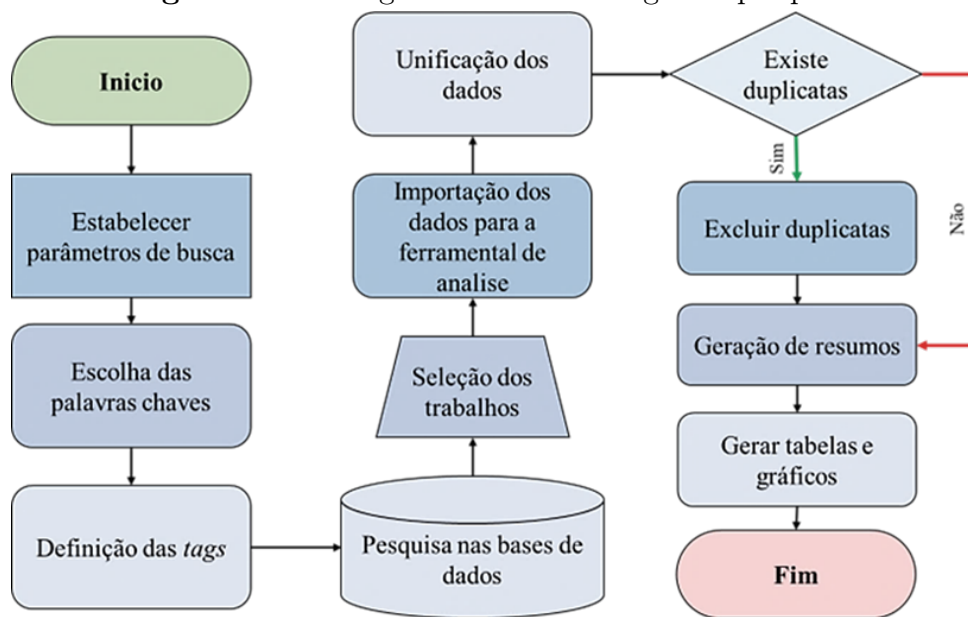 Inicio
Estabelecer
parâmetros de busca
Escolha das
palavras chaves
Definição das tags
Pesquisa nas bases de
dados
Seleção dos
trabalhos
Importação dos
dados para a
ferramental de
analise
Unificação dos
dados
Existe
duplicatas
Sim
Não
Excluir duplicatas
Geração de resumos
Gerar tabelas e
gráficos
Fim